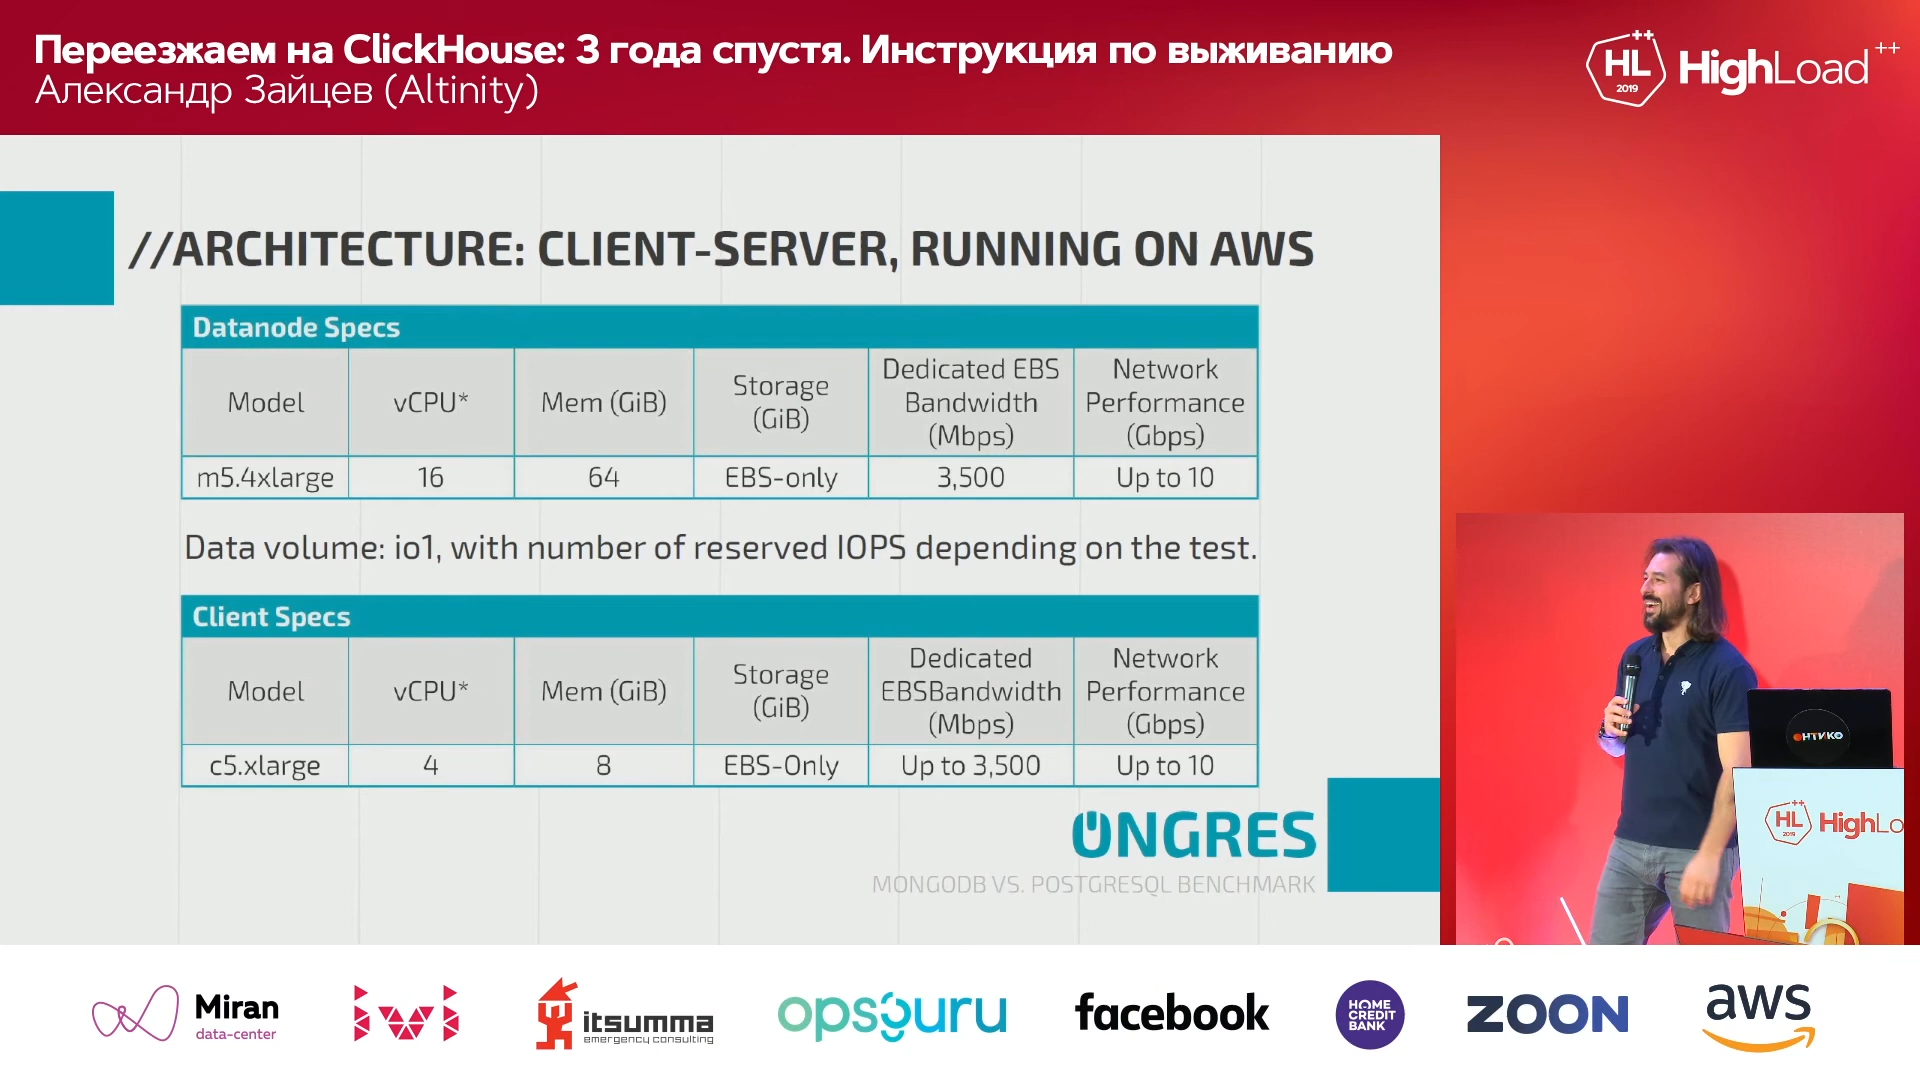 Переезжаем на ClickHouse: 3 года спустя. Инструкция по выживанию
Александр Зайцев (Altinity)
HL 2019 HighLoad++
//ARCHITECTURE: CLIENT-SERVER, RUNNING ON AWS
Datanode Specs
Model vCPU* Mem (GiB) Storage (GiB) Dedicated EBS Bandwidth (Mbps) Network Performance (Gbps)
m5.4xlarge 16 64 EBS-only 3,500 Up to 10
Data volume: io1, with number of reserved IOPS depending on the test.
Client Specs
Model vCPU* Mem (GiB) Storage (GiB) Dedicated EBSBandwidth (Mbps) Network Performance (Gbps)
c5.xlarge 4 8 EBS-Only Up to 3,500 Up to 10
ONGRES
MONGODB VS. POSTGRESQL BENCHMARK
ОНТИКО
HL++ HighLo
Miran
data-center
ivi
itsumma
emergency consulting
opsguru
facebook
HOME
CREDIT
BANK
ZOON
aws